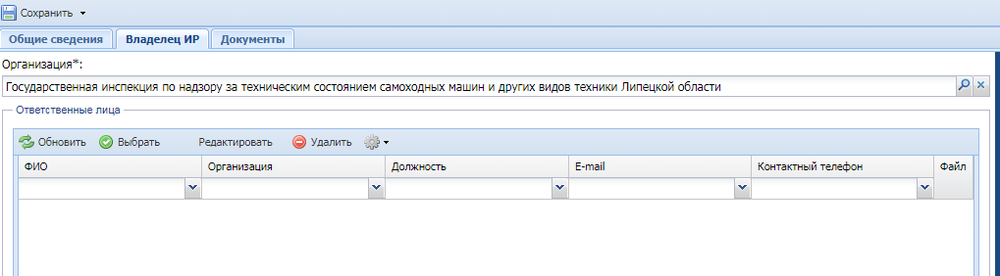 Сохранить
Общие сведения Владелец ИР Документы
Организация*:
Государственная инспекция по надзору за техническим состоянием самоходных машин и других видов техники Липецкой области
Ответственные лица
Обновить Выбрать Редактировать Удалить
ФИО Организация Должность E-mail Контактный телефон Файл